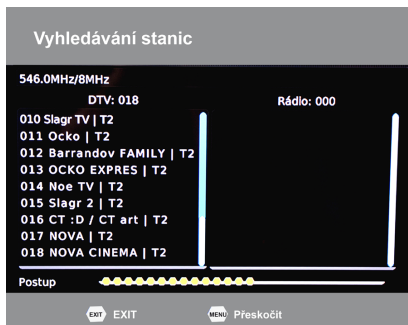 Vyhledávání stanic
546.0MHz/8MHz
DTV: 018
Rádlo: 000
010 Slagr TV | T2
011 Ocko | T2
012 Barrandov FAMILY | T2
013 OCKO EXPRES | T2
014 Noe TV | T2
015 Slagr 2 | T2
016 CT :D / CT art | T2
017 NOVA | T2
018 NOVA CINEMA | T2
Postup
EXIT EXIT
MENU Přeskočit